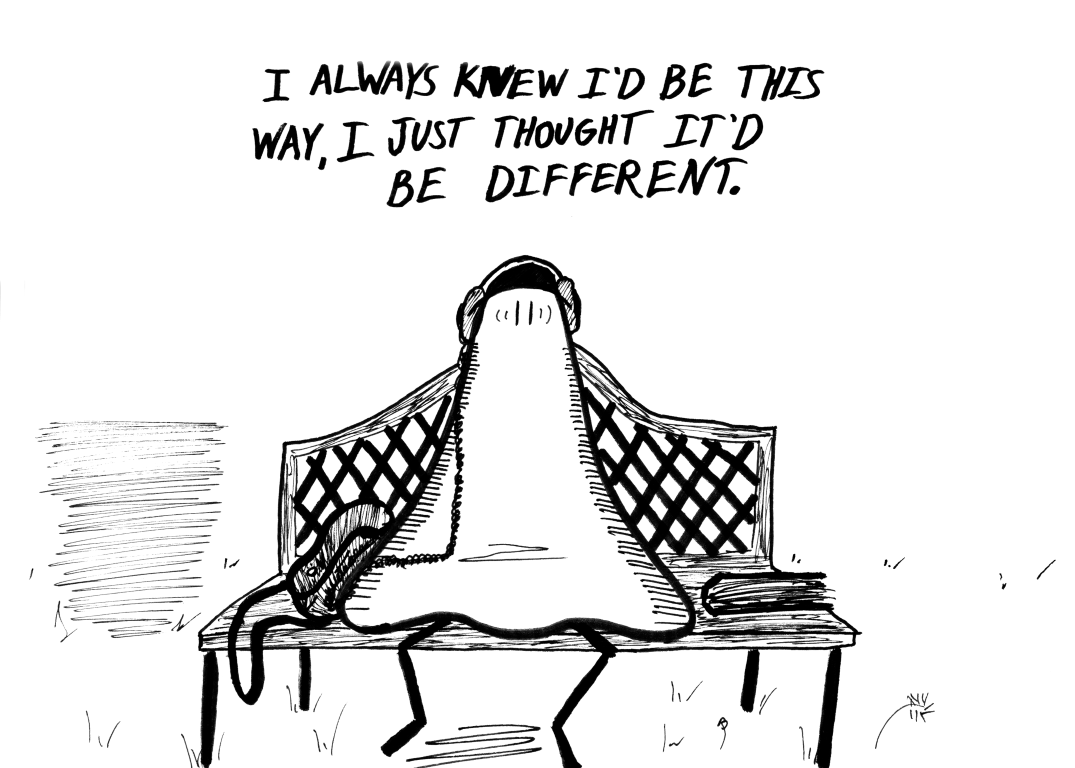 I ALWAYS KNEW I'D BE THIS
WAY, I JUST THOUGHT IT'D
BE DIFFERENT.